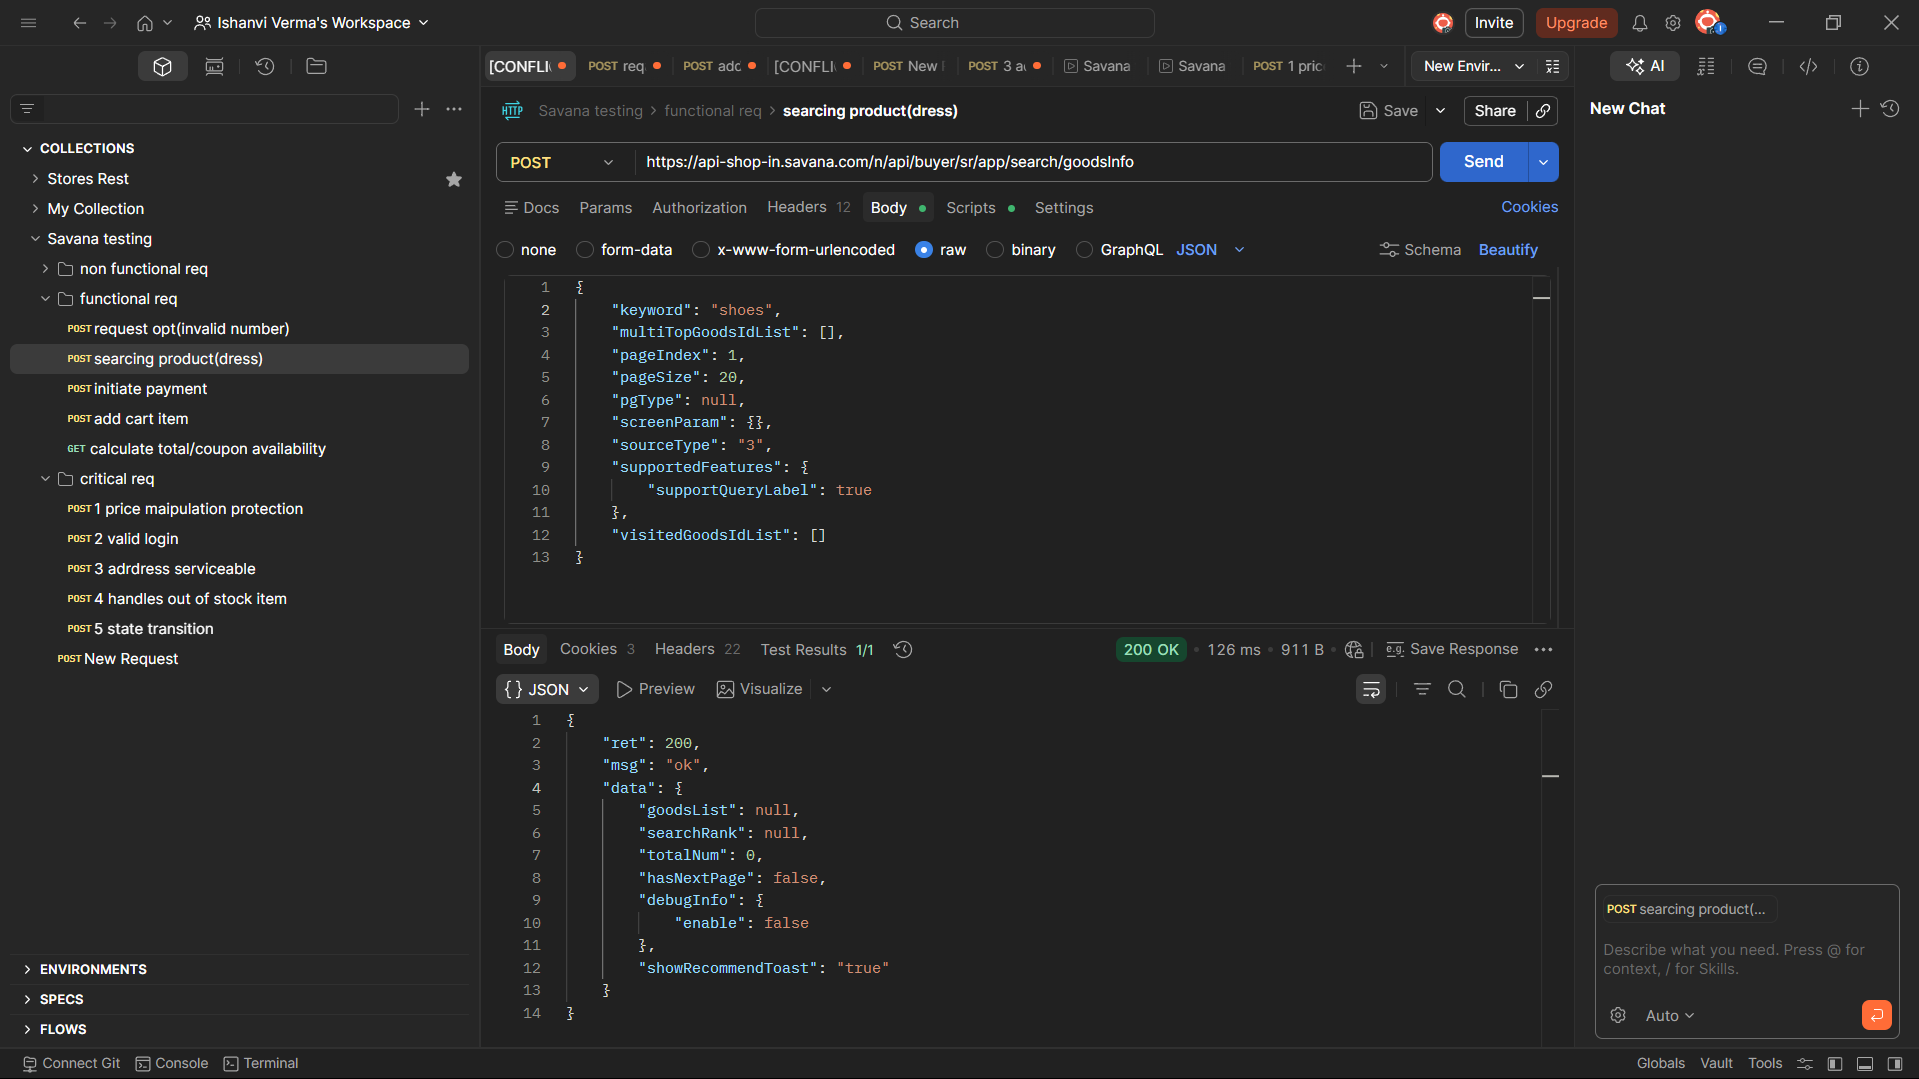 Ishanvi Verma's Workspace
Search
Invite
Upgrade
[CONFLI
POST req
POST add
[CONFLI
POST New
POST 3 a
Savana
Savana
POST 1 pric
New Envir...
AI
COLLECTIONS
Stores Rest
My Collection
Savana testing
non functional req
functional req
POST request opt(invalid number)
POST searcing product(dress)
POST initiate payment
POST add cart item
GET calculate total/coupon availability
critical req
POST 1 price maipulation protection
POST 2 valid login
POST 3 adrdress serviceable
POST 4 handles out of stock item
POST 5 state transition
POST New Request
ENVIRONMENTS
SPECS
FLOWS
HTTP Savana testing > functional req > searcing product(dress)
Save
Share
POST
https://api-shop-in.savana.com/n/api/buyer/sr/app/search/goodsInfo
Send
Docs Params Authorization Headers 12 Body Scripts Settings
Cookies
none form-data x-www-form-urlencoded raw binary GraphQL JSON
Schema Beautify
1 {
2 "keyword": "shoes",
3 "multiTopGoodsIdList": [],
4 "pageIndex": 1,
5 "pageSize": 20,
6 "pgType": null,
7 "screenParam": {},
8 "sourceType": "3",
9 "supportedFeatures": {
10 "supportQueryLabel": true
11 },
12 "visitedGoodsIdList": []
13 }
Body Cookies 3 Headers 22 Test Results 1/1
200 OK • 126 ms • 911 B •
e.g. Save Response
{} JSON Preview Visualize
1 {
2 "ret": 200,
3 "msg": "ok",
4 "data": {
5 "goodsList": null,
6 "searchRank": null,
7 "totalNum": 0,
8 "hasNextPage": false,
9 "debugInfo": {
10 "enable": false
11 },
12 "showRecommendToast": "true"
13 }
14 }
New Chat
POST searcing product(...
Describe what you need. Press @ for
context, / for Skills.
Auto
Connect Git Console Terminal
Globals Vault Tools